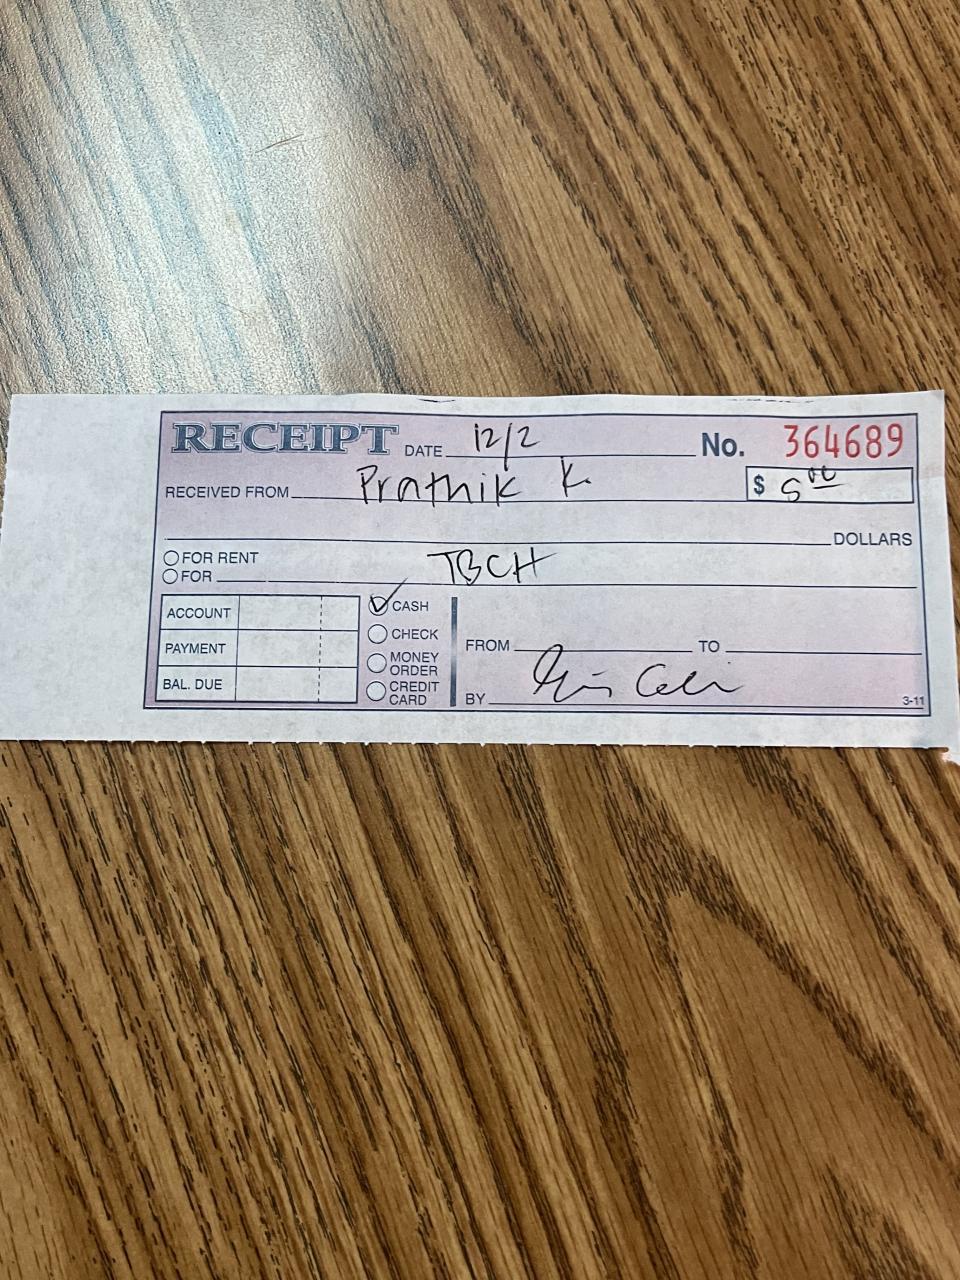 RECEIPT DATE 12/2 No. 364689
RECEIVED FROM Prathik K. $ 5 00
DOLLARS
FOR RENT
FOR TBCH
ACCOUNT CASH
CHECK
PAYMENT FROM TO
MONEY ORDER
BAL. DUE CREDIT CARD BY
3-11